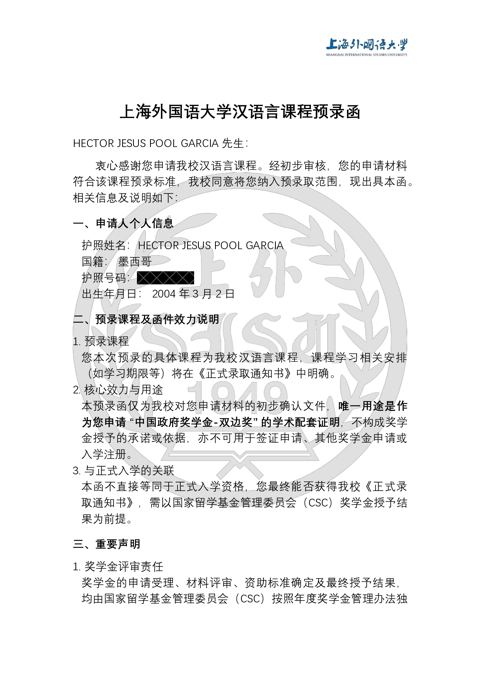 上海外国语大学
SHANGHAI INTERNATIONAL STUDIES UNIVERSITY
上海外国语大学汉语言课程预录函
HECTOR JESUS POOL GARCIA 先生：
衷心感谢您申请我校汉语言课程。经初步审核，您的申请材料
符合该课程预录标准，我校同意将您纳入预录取范围，现出具本函。
相关信息及说明如下：
一、申请人个人信息
护照姓名：HECTOR JESUS POOL GARCIA
国籍： 墨西哥
护照号码：
出生年月日： 2004 年 3 月 2 日
二、预录课程及函件效力说明
1. 预录课程
您本次预录的具体课程为我校汉语言课程，课程学习相关安排
（如学习期限等）将在《正式录取通知书》中明确。
2. 核心效力与用途
本预录函仅为我校对您申请材料的初步确认文件，唯一用途是作
为您申请“中国政府奖学金-双边奖”的学术配套证明，不构成奖学
金授予的承诺或依据，亦不可用于签证申请、其他奖学金申请或
入学注册。
3. 与正式入学的关联
本函不直接等同于正式入学资格，您最终能否获得我校《正式录
取通知书》，需以国家留学基金管理委员会（CSC）奖学金授予结
果为前提。
三、重要声明
1. 奖学金评审责任
奖学金的申请受理、材料评审、资助标准确定及最终授予结果，
均由国家留学基金管理委员会（CSC）按照年度奖学金管理办法独
上外
SISU
1949